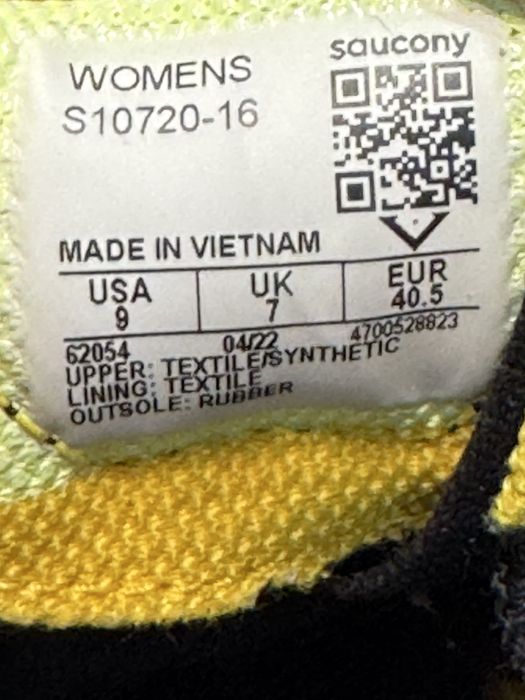 saucony
WOMENS
S10720-16
MADE IN VIETNAM
USA UK EUR
9 7 40.5
62054 04/22 4700528823
UPPER: TEXTILE/SYNTHETIC
LINING: TEXTILE
OUTSOLE: RUBBER